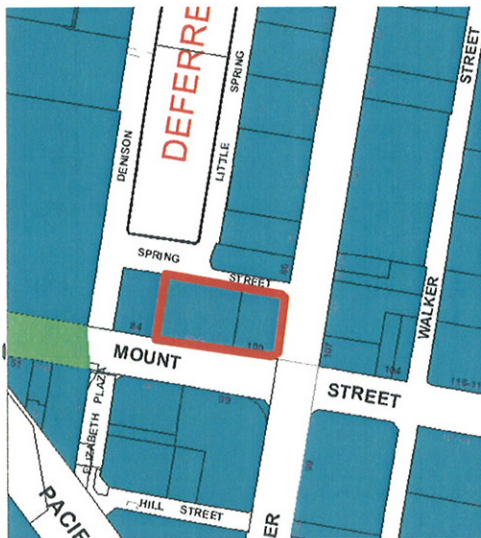 DEFERRE
STREET
SPRING
DENISON
LITTLE
SPRING
STREET
WALKER
84
100
107
104
MOUNT
STREET
99
ELIZABETH PLAZA
HILL STREET
PACIF
ER